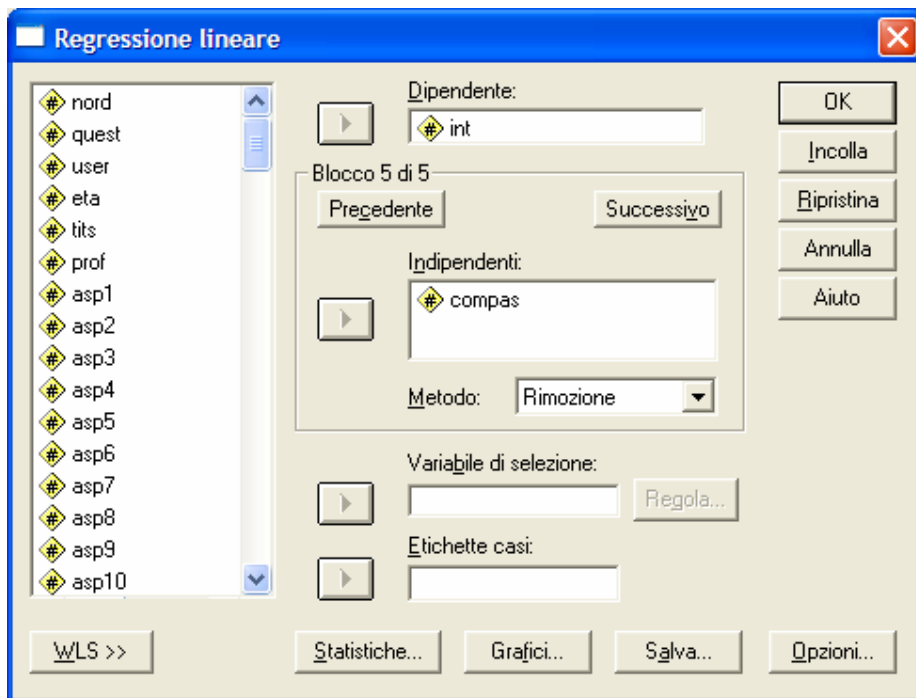 Regressione lineare
nord
quest
user
eta
tits
prof
asp1
asp2
asp3
asp4
asp5
asp6
asp7
asp8
asp9
asp10
Dipendente:
int
Blocco 5 di 5
Precedente
Successivo
Indipendenti:
compas
Metodo:
Rimozione
Variabile di selezione:
Regola...
Etichette casi:
OK
Incolla
Ripristina
Annulla
Aiuto
WLS >>
Statistiche...
Grafici...
Salva...
Opzioni...